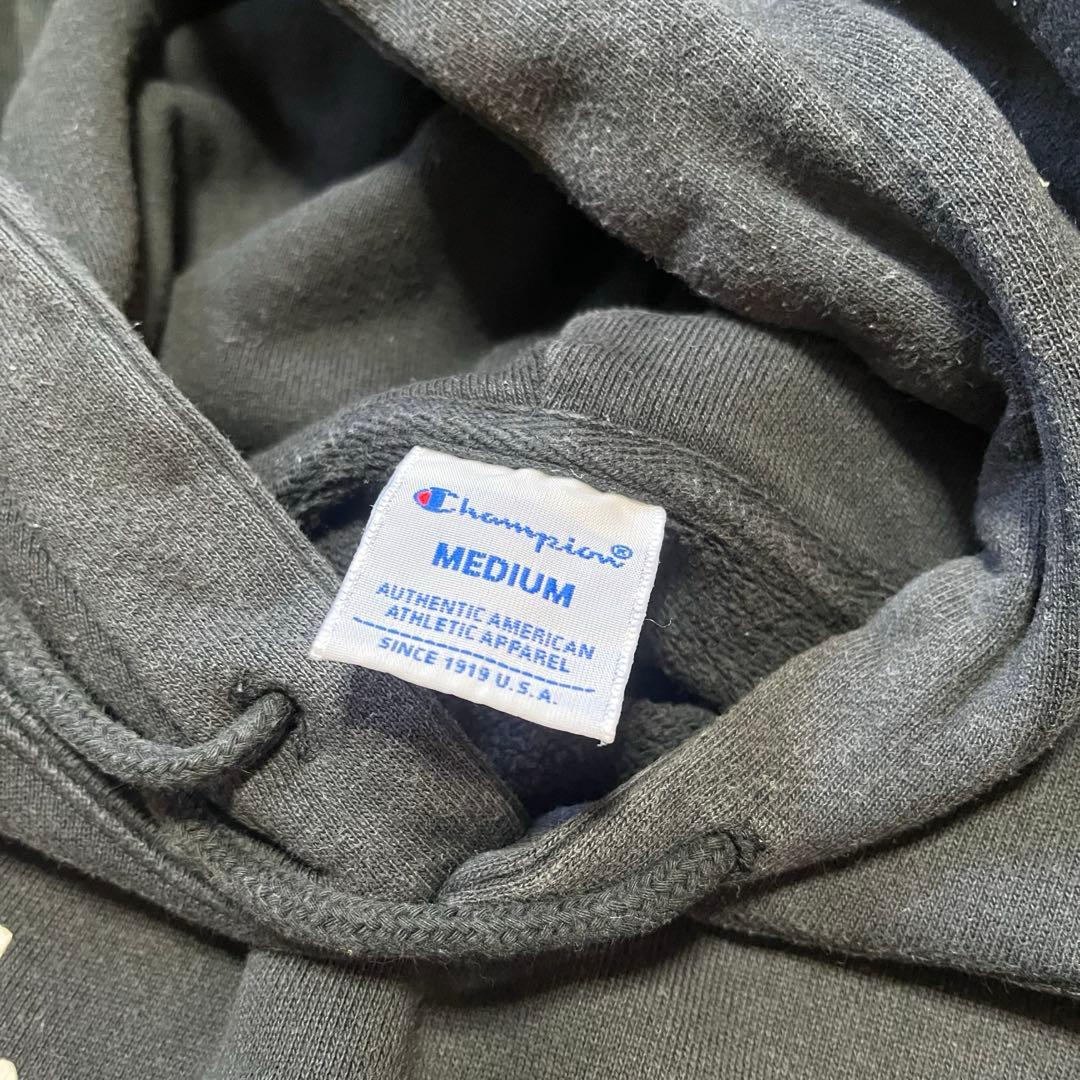 Champion®
MEDIUM
AUTHENTIC AMERICAN
ATHLETIC APPAREL
SINCE 1919 U.S.A.